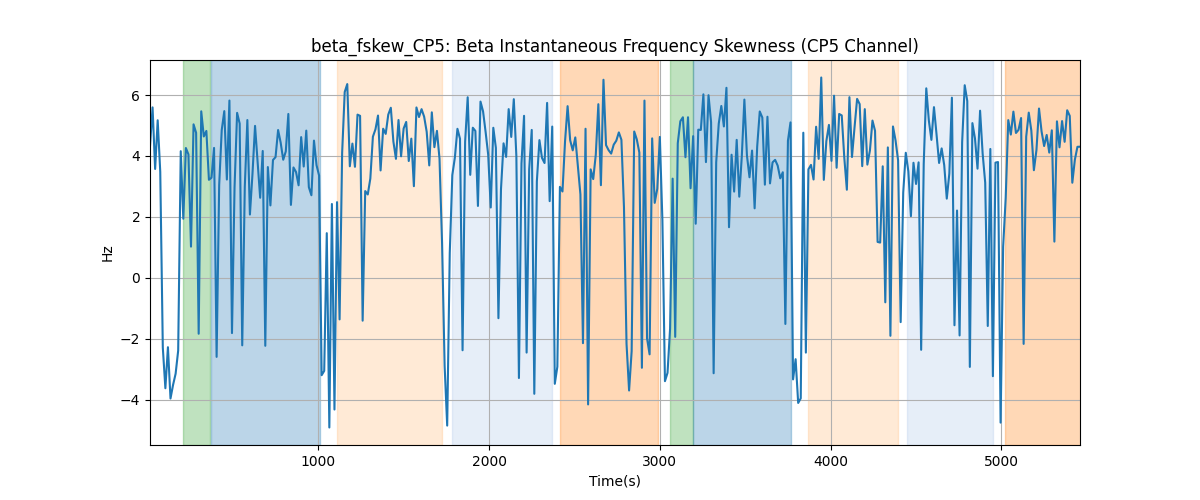 beta_fskew_CP5: Beta Instantaneous Frequency Skewness (CP5 Channel)
6
4
2
0
−2
−4
Hz
1000 2000 3000 4000 5000
Time(s)